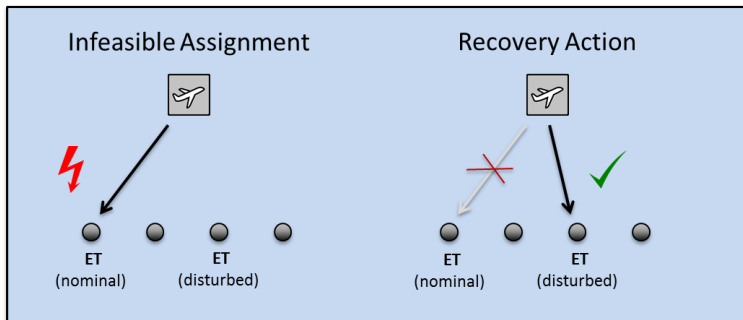 Infeasible Assignment
Recovery Action
ET
(nominal)
ET
(disturbed)
ET
(nominal)
ET
(disturbed)